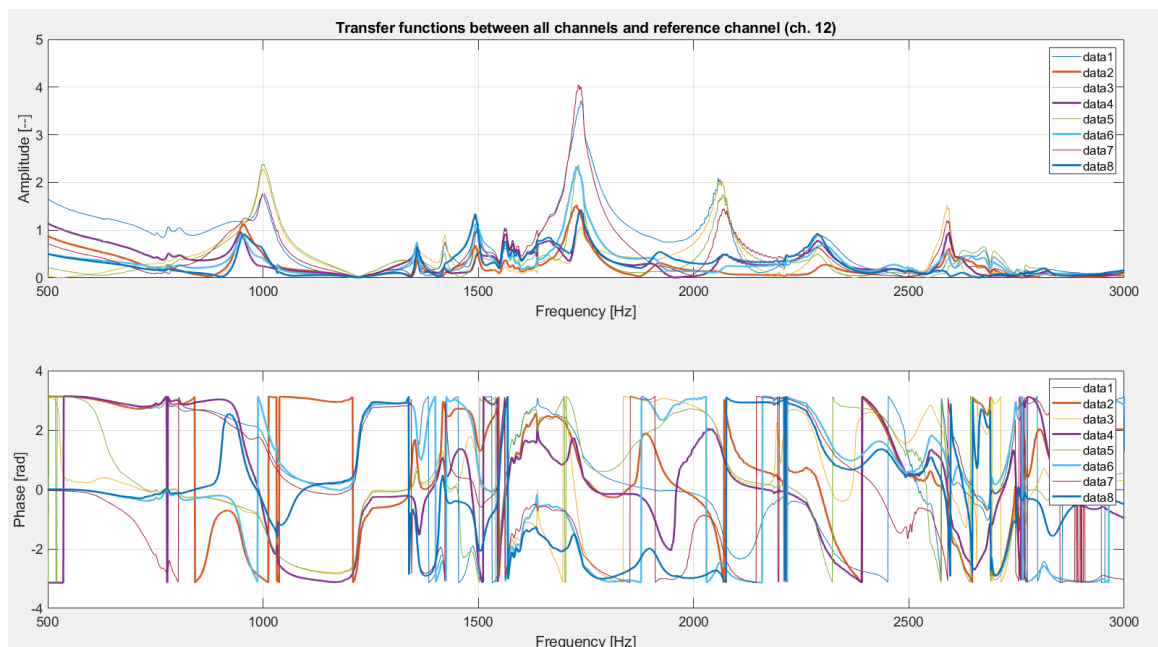 Transfer functions between all channels and reference channel (ch. 12)
5
4
3
2
1
0
Amplitude [--]
500
1000
1500
2000
2500
3000
Frequency [Hz]
data1
data2
data3
data4
data5
data6
data7
data8
4
2
0
-2
-4
Phase [rad]
500
1000
1500
2000
2500
3000
Frequency [Hz]
data1
data2
data3
data4
data5
data6
data7
data8